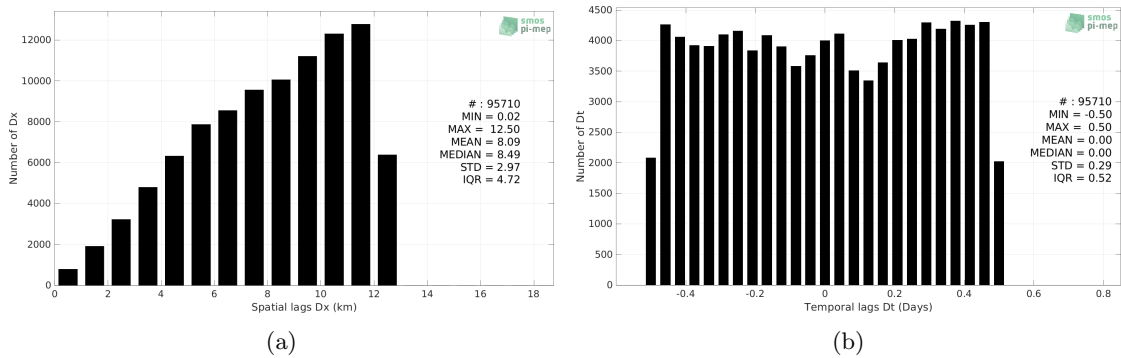 12000
10000
8000
6000
4000
2000
0
Number of Dx
0 2 4 6 8 10 12 14 16 18
Spatial lags Dx (km)
smos
pi-mep
# : 95710
MIN = 0.02
MAX = 12.50
MEAN = 8.09
MEDIAN = 8.49
STD = 2.97
IQR = 4.72
(a)
4500
4000
3500
3000
2500
2000
1500
1000
500
0
Number of Dt
-0.4 -0.2 0 0.2 0.4 0.6 0.8
Temporal lags Dt (Days)
smos
pi-mep
# : 95710
MIN = -0.50
MAX = 0.50
MEAN = 0.00
MEDIAN = 0.00
STD = 0.29
IQR = 0.52
(b)